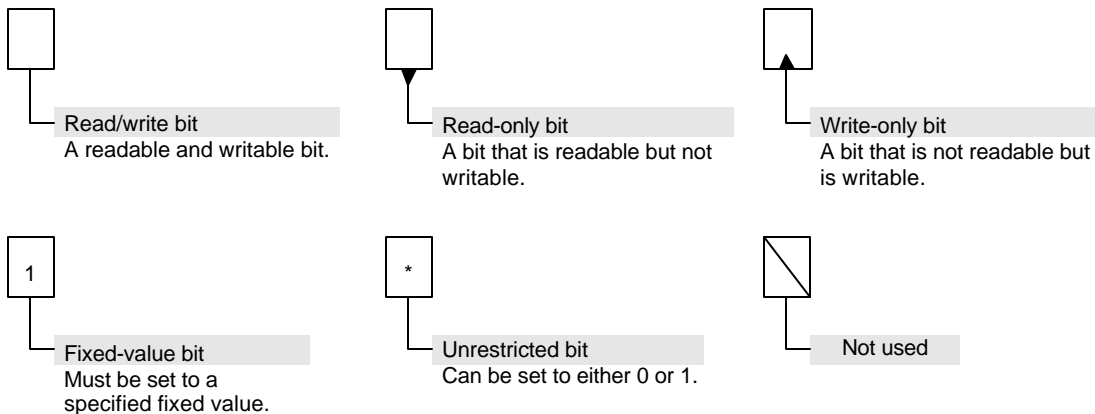 Read/write bit
A readable and writable bit.
Read-only bit
A bit that is readable but not
writable.
Write-only bit
A bit that is not readable but
is writable.
1
Fixed-value bit
Must be set to a
specified fixed value.
*
Unrestricted bit
Can be set to either 0 or 1.
Not used